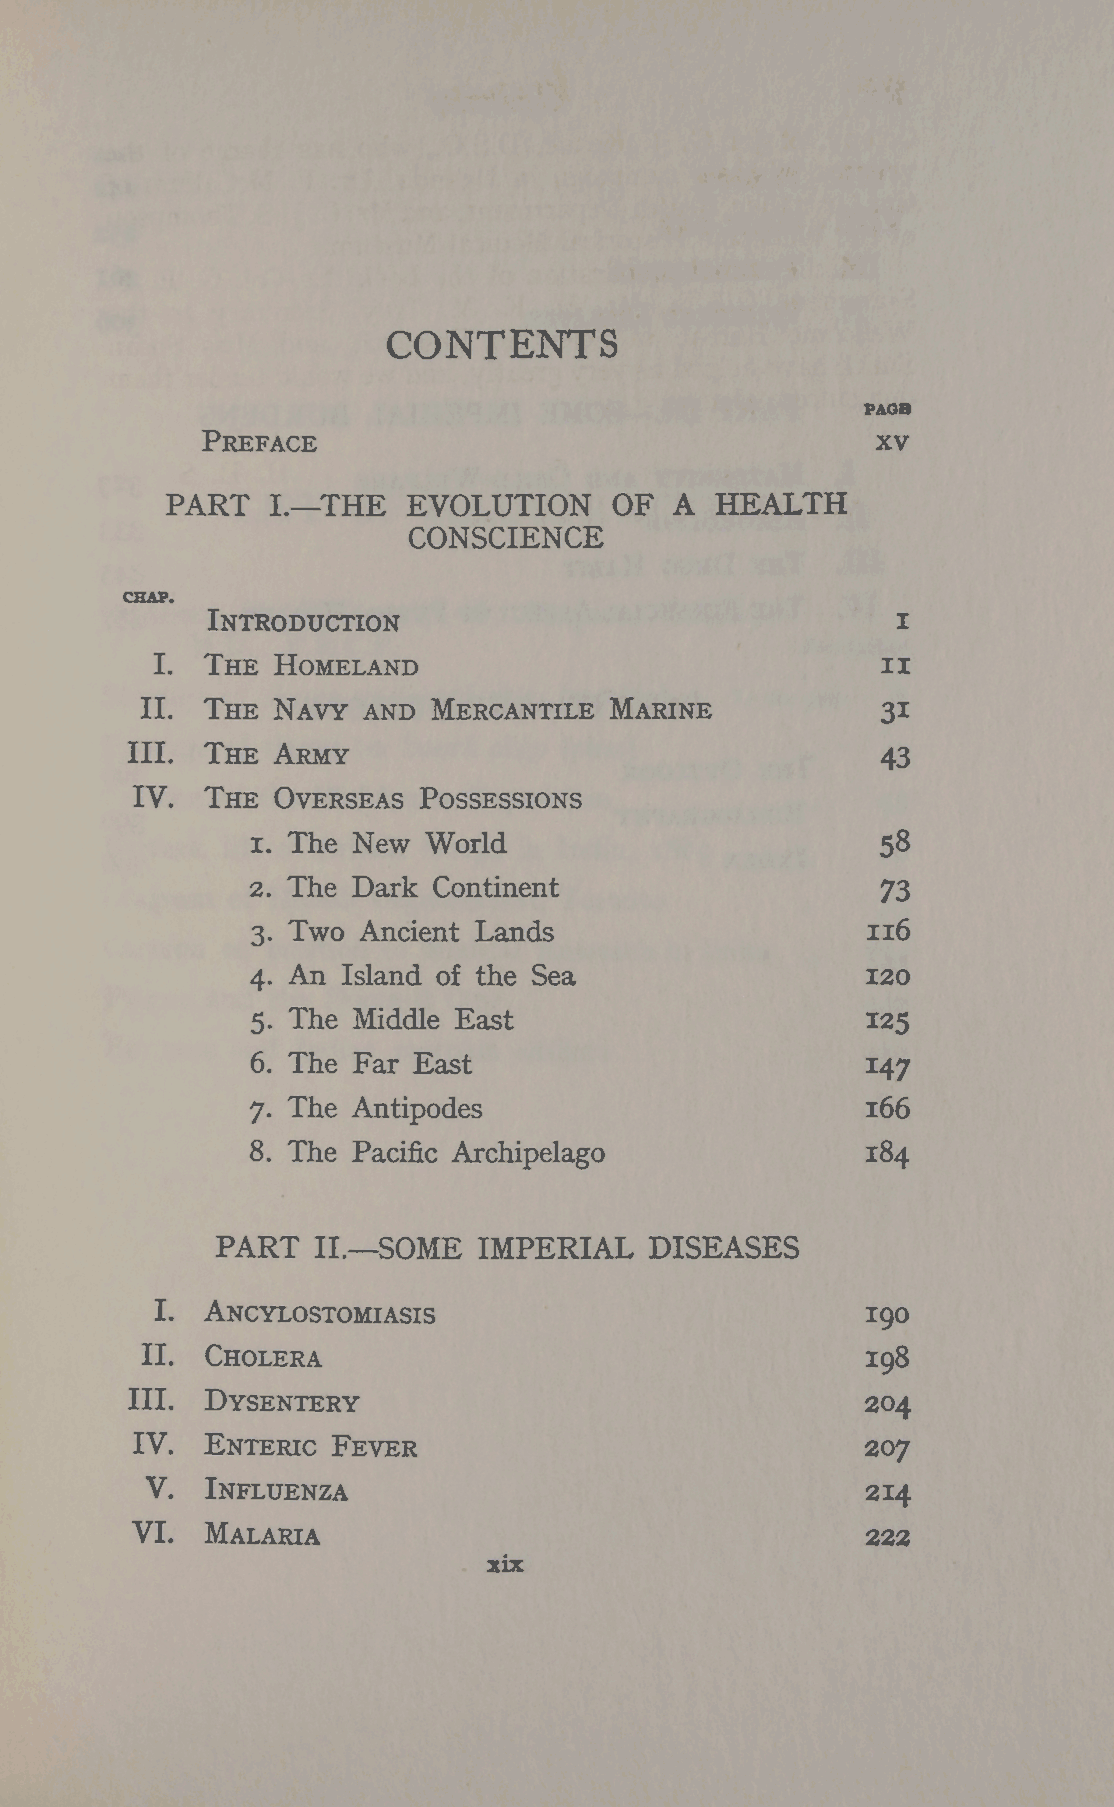 CONTENTS
PAGE
PREFACE XV
PART I.—THE EVOLUTION OF A HEALTH
CONSCIENCE
CHAP.
INTRODUCTION 1
I. THE HOMELAND 11
II. THE NAVY AND MERCANTILE MARINE 31
III. THE ARMY 43
IV. THE OVERSEAS POSSESSIONS
1. The New World 58
2. The Dark Continent 73
3. Two Ancient Lands 116
4. An Island of the Sea 120
5. The Middle East 125
6. The Far East 147
7. The Antipodes 166
8. The Pacific Archipelago 184
PART II.—SOME IMPERIAL DISEASES
I. ANCYLOSTOMIASIS 190
II. CHOLERA 198
III. DYSENTERY 204
IV. ENTERIC FEVER 207
V. INFLUENZA 214
VI. MALARIA 222
xix